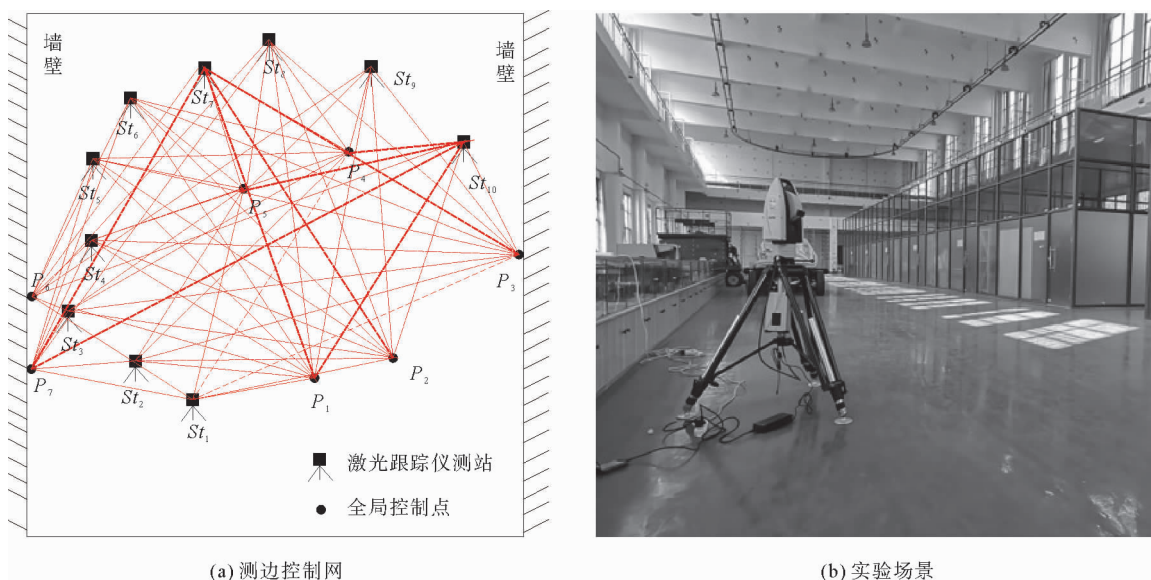 墙壁
墙壁
St₈
St₉
St₇
St₆
P₄
St₁₀
St₅
P₅
P₃
St₄
P₆
St₃
P₂
P₇
St₂
P₁
St₁
激光跟踪仪测站
全局控制点
(a) 测边控制网
(b) 实验场景